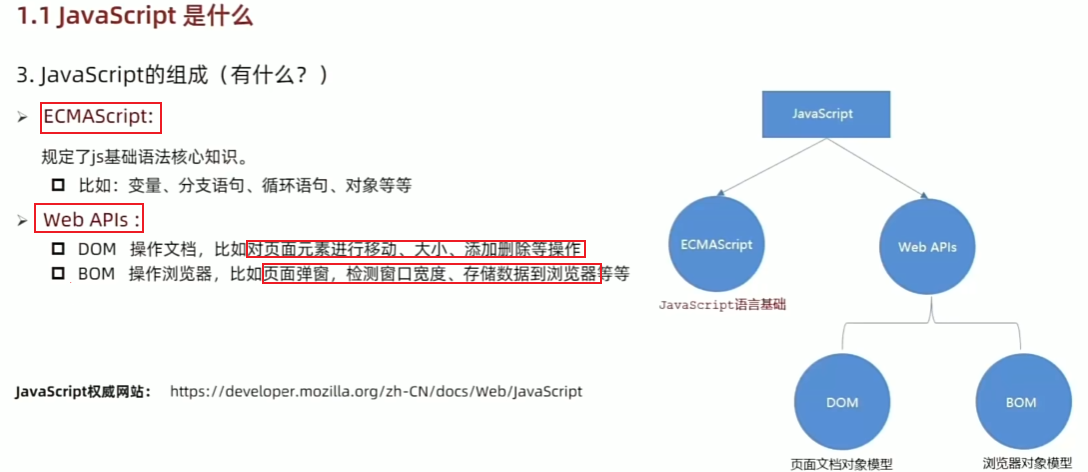 1.1 JavaScript 是什么
3. JavaScript的组成（有什么？）
ECMAScript:
规定了js基础语法核心知识。
比如：变量、分支语句、循环语句、对象等等
Web APIs :
DOM 操作文档，比如对页面元素进行移动、大小、添加删除等操作
BOM 操作浏览器，比如页面弹窗，检测窗口宽度、存储数据到浏览器等等
JavaScript权威网站： https://developer.mozilla.org/zh-CN/docs/Web/JavaScript
JavaScript
ECMAScript
Web APIs
JavaScript语言基础
DOM
BOM
页面文档对象模型
浏览器对象模型